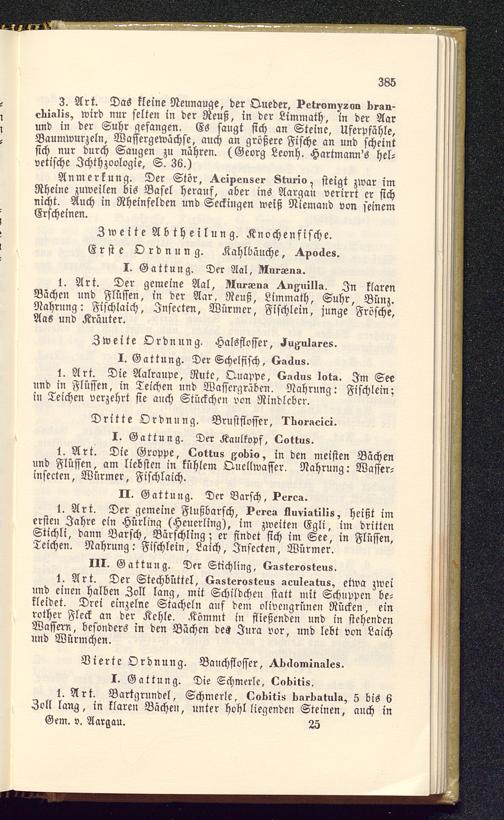 385
3. Art. Das kleine Neunauge, der Queder, Petromyzon bran-
chialis, wird nur selten in der Reuß, in der Limmath, in der Aar
und in der Suhr gefangen. Es saugt sich an Steine, Uferpfähle,
Baumwurzeln, Wassergewächse, auch an größere Fische an und scheint
sich nur durch Saugen zu nähren. (Georg Leonh. Hartmann's hel-
vetische Ichthyologie, S. 36.)
Anmerkung. Der Stör, Acipenser Sturio, steigt zwar im
Rheine zuweilen bis Basel herauf, aber ins Aargau verirrt er sich
nicht. Auch in Rheinfelden und Seckingen weiß Niemand von seinem
Erscheinen.
Zweite Abtheilung. Knochenfische.
Erste Ordnung. Kahlbäuche, Apodes.
I. Gattung. Der Aal, Muræna.
1. Art. Der gemeine Aal, Muræna Anguilla. In klaren
Bächen und Flüssen, in der Aar, Reuß, Limmath, Suhr, Bünz.
Nahrung: Fischlaich, Insecten, Würmer, Fischlein, junge Frösche,
Aas und Kräuter.
Zweite Ordnung. Halsflosser, Jugulares.
I. Gattung. Der Schelfisch, Gadus.
1. Art. Die Aalraupe, Rute, Quappe, Gadus lota. Im See
und in Flüssen, in Teichen und Wassergräben. Nahrung: Fischlein;
in Teichen verzehrt sie auch Stückchen von Rindleber.
Dritte Ordnung. Brustflosser, Thoracici.
I. Gattung. Der Kaulkopf, Cottus.
1. Art. Die Groppe, Cottus gobio, in den meisten Bächen
und Flüssen, am liebsten in kühlem Quellwasser. Nahrung: Wasser-
insecten, Würmer, Fischlaich.
II. Gattung. Der Barsch, Perca.
1. Art. Der gemeine Flußbarsch, Perca fluviatilis, heißt im
ersten Jahre ein Hürling (Heuerling), im zweiten Egli, im dritten
Stichli, dann Barsch, Bärschling; er findet sich im See, in Flüssen,
Teichen. Nahrung: Fischlein, Laich, Insecten, Würmer.
III. Gattung. Der Stichling, Gasterosteus.
1. Art. Der Stechbüttel, Gasterosteus aculeatus, etwa zwei
und einen halben Zoll lang, mit Schildchen statt mit Schuppen be-
kleidet. Drei einzelne Stacheln auf dem olivengrünen Rücken, ein
rother Fleck an der Kehle. Kömmt in fließenden und in stehenden
Wassern, besonders in den Bächen des Jura vor, und lebt von Laich
und Würmchen.
Vierte Ordnung. Bauchflosser, Abdominales.
I. Gattung. Die Schmerle, Cobitis.
1. Art. Bartgrundel, Schmerle, Cobitis barbatula, 5 bis 6
Zoll lang, in klaren Bächen, unter hohl liegenden Steinen, auch in
Gem. v. Aargau. 25